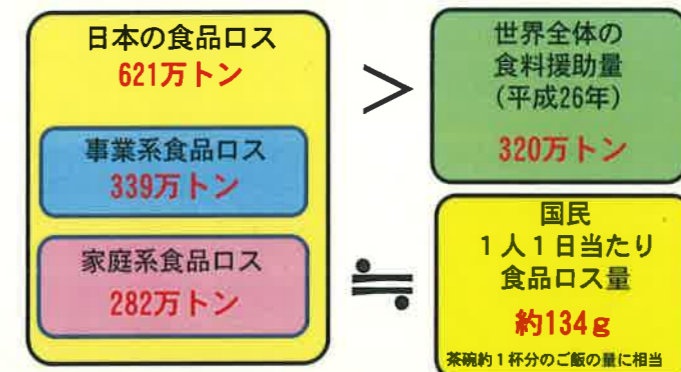 日本の食品ロス
621万トン
事業系食品ロス
339万トン
家庭系食品ロス
282万トン
>
世界全体の
食料援助量
(平成26年)
320万トン
≒
国民
1人1日当たり
食品ロス量
約134g
茶碗約1杯分のご飯の量に相当